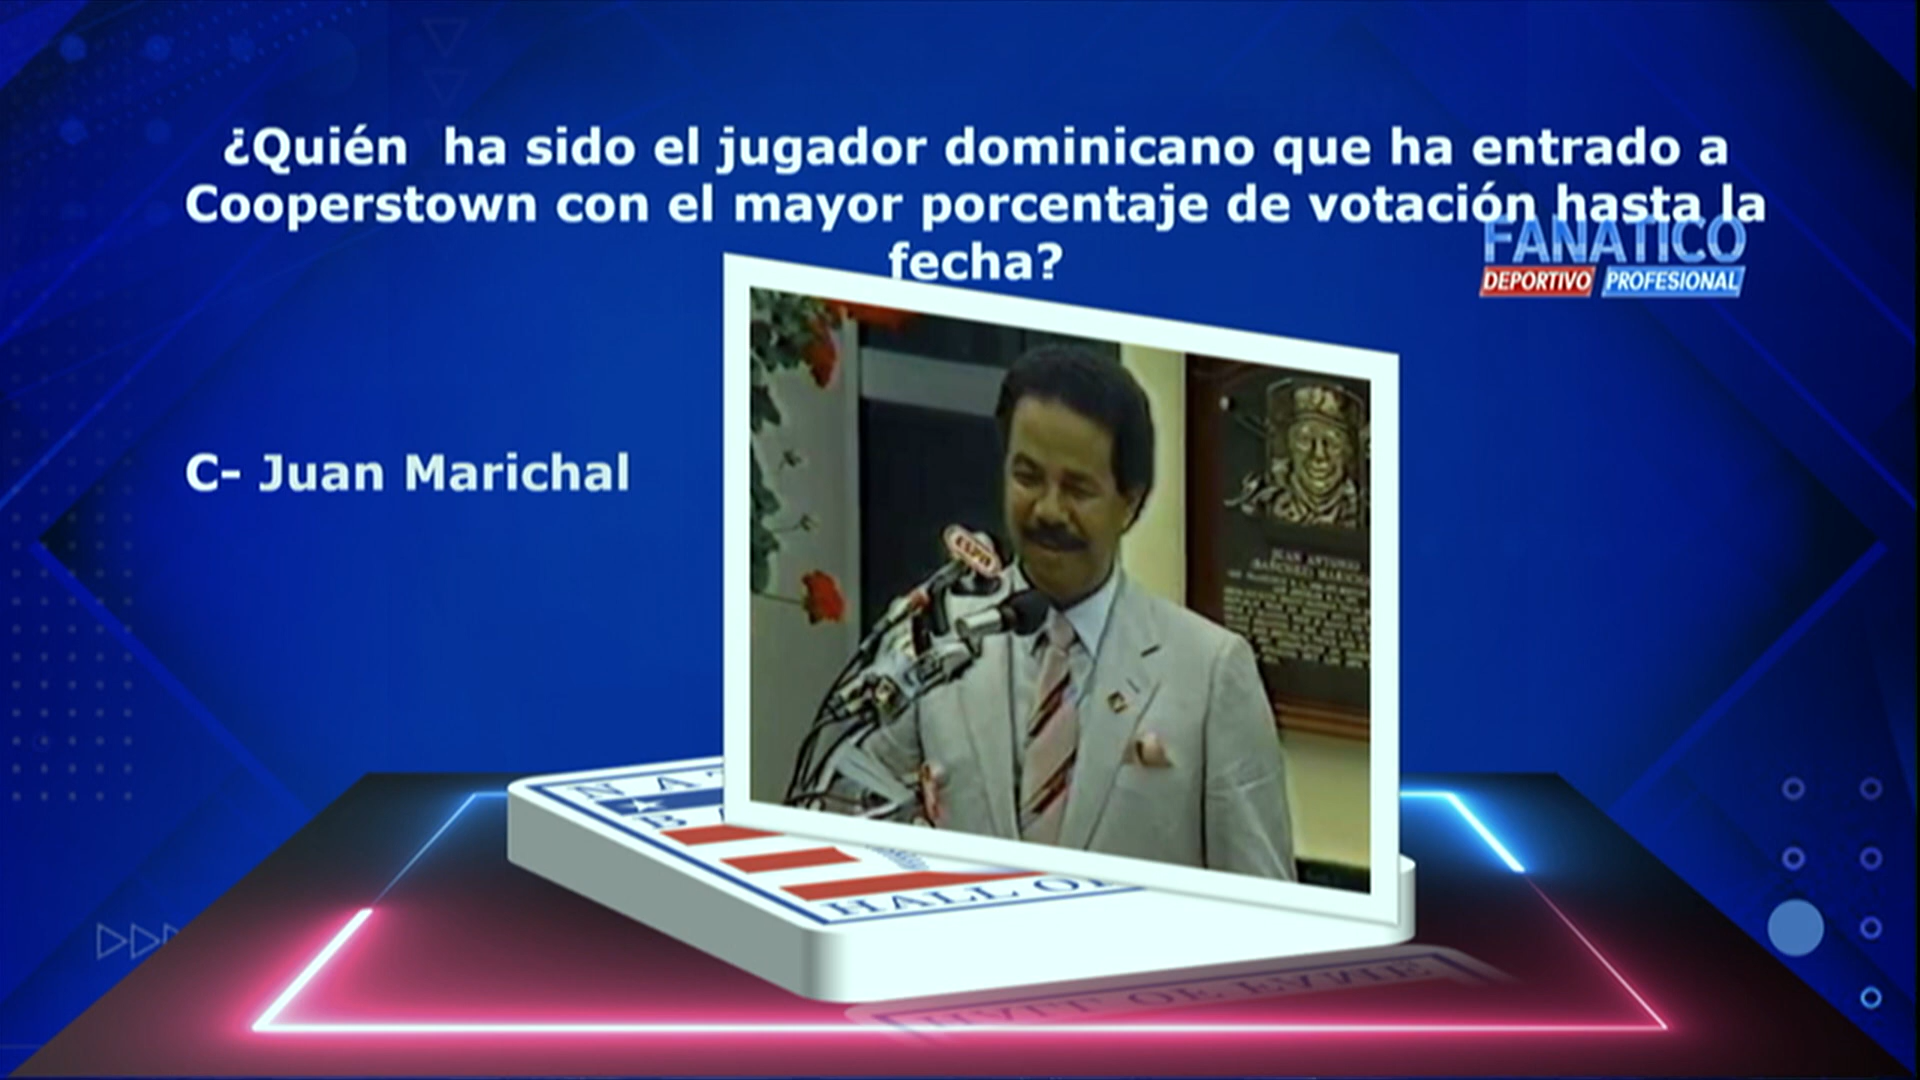 ¿Quién ha sido el jugador dominicano que ha entrado a
Cooperstown con el mayor porcentaje de votación hasta la
fecha?
FANATICO
DEPORTIVO PROFESIONAL
C- Juan Marichal
ESPN
JUAN ANTONIO
HALL OF